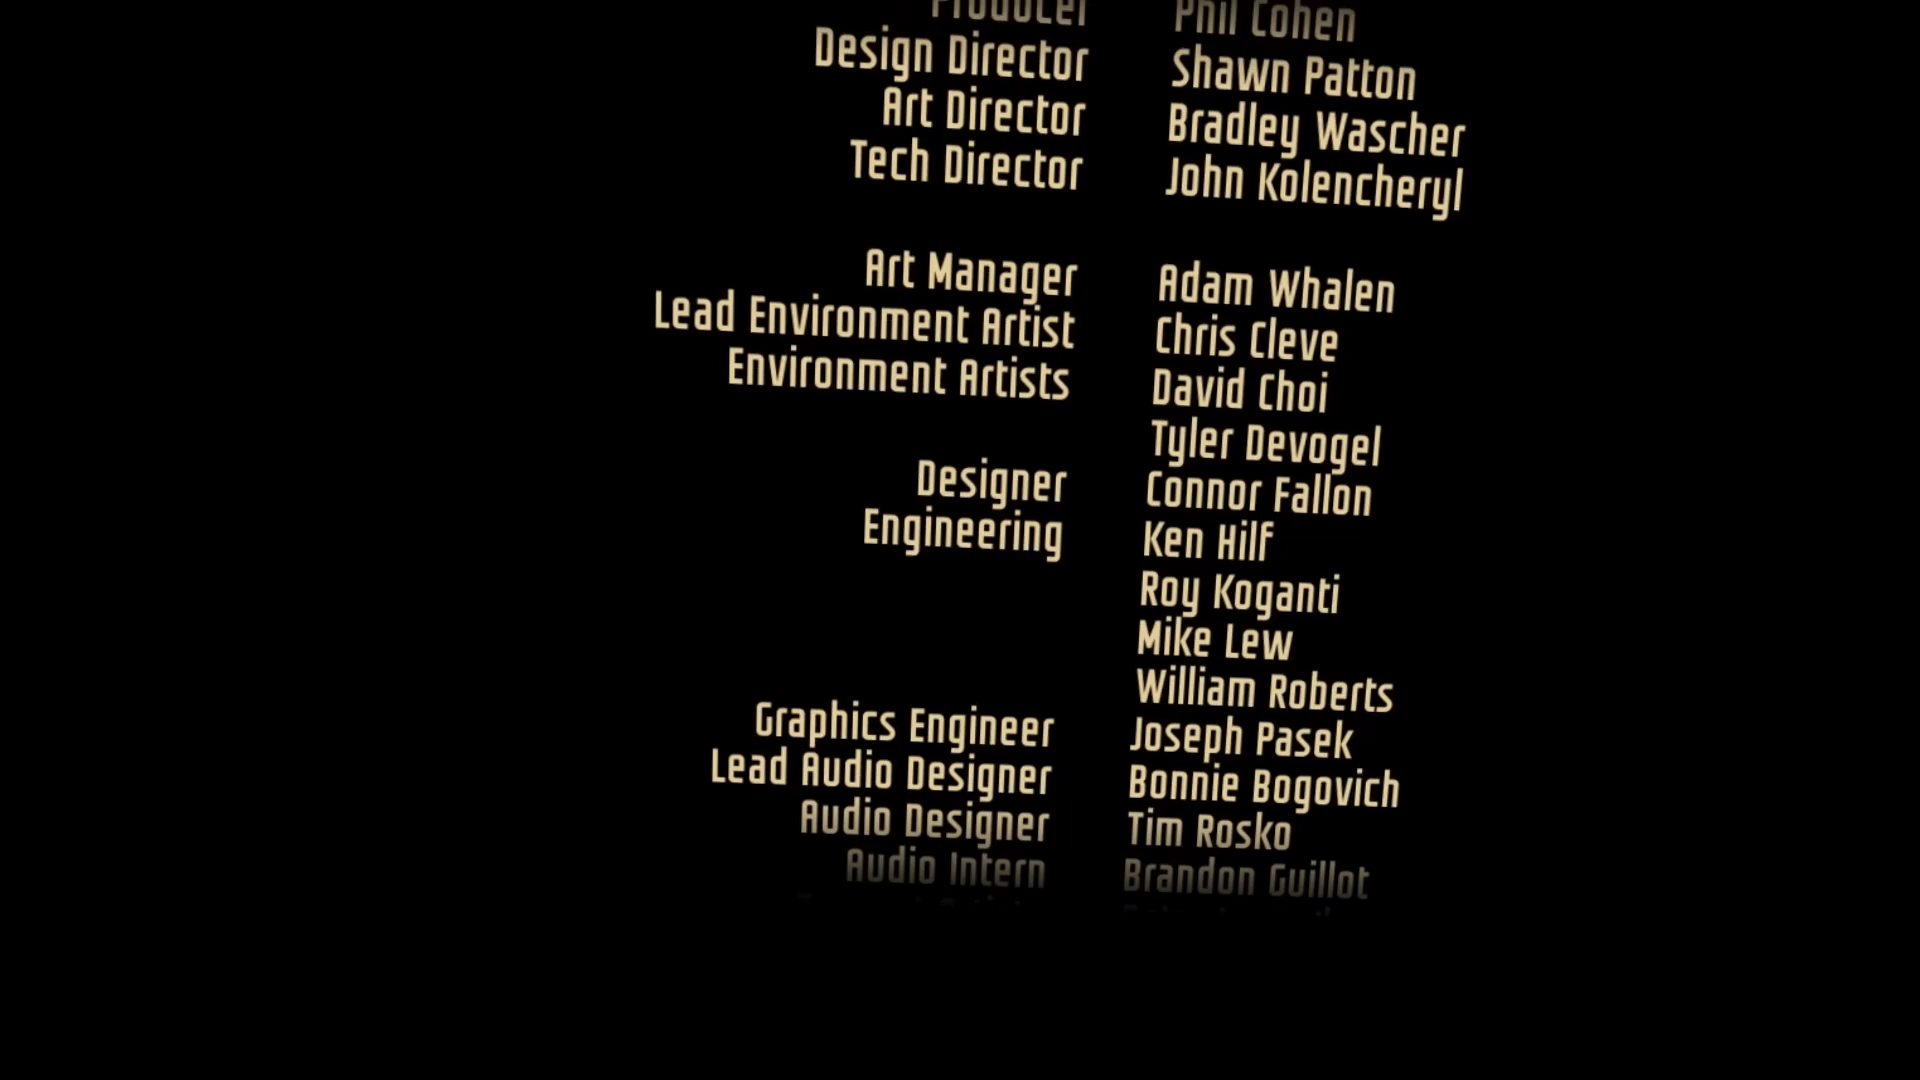 Producer Phil Cohen
Design Director Shawn Patton
Art Director Bradley Wascher
Tech Director John Kolencheryl
Art Manager Adam Whalen
Lead Environment Artist Chris Cleve
Environment Artists David Choi
Tyler Devogel
Designer Connor Fallon
Engineering Ken Hilf
Roy Koganti
Mike Lew
William Roberts
Graphics Engineer Joseph Pasek
Lead Audio Designer Bonnie Bogovich
Audio Designer Tim Rosko
Audio Intern Brandon Guillot